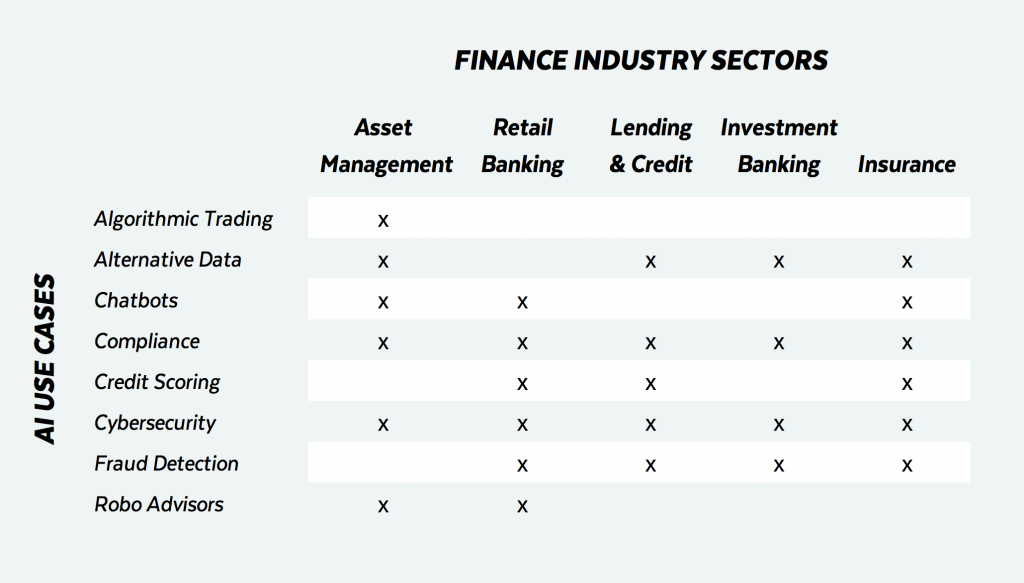 FINANCE INDUSTRY SECTORS
Asset Retail Lending Investment
Management Banking & Credit Banking Insurance
AI USE CASES
Algorithmic Trading x
Alternative Data x x x x
Chatbots x x x
Compliance x x x x x
Credit Scoring x x x
Cybersecurity x x x x x
Fraud Detection x x x x
Robo Advisors x x